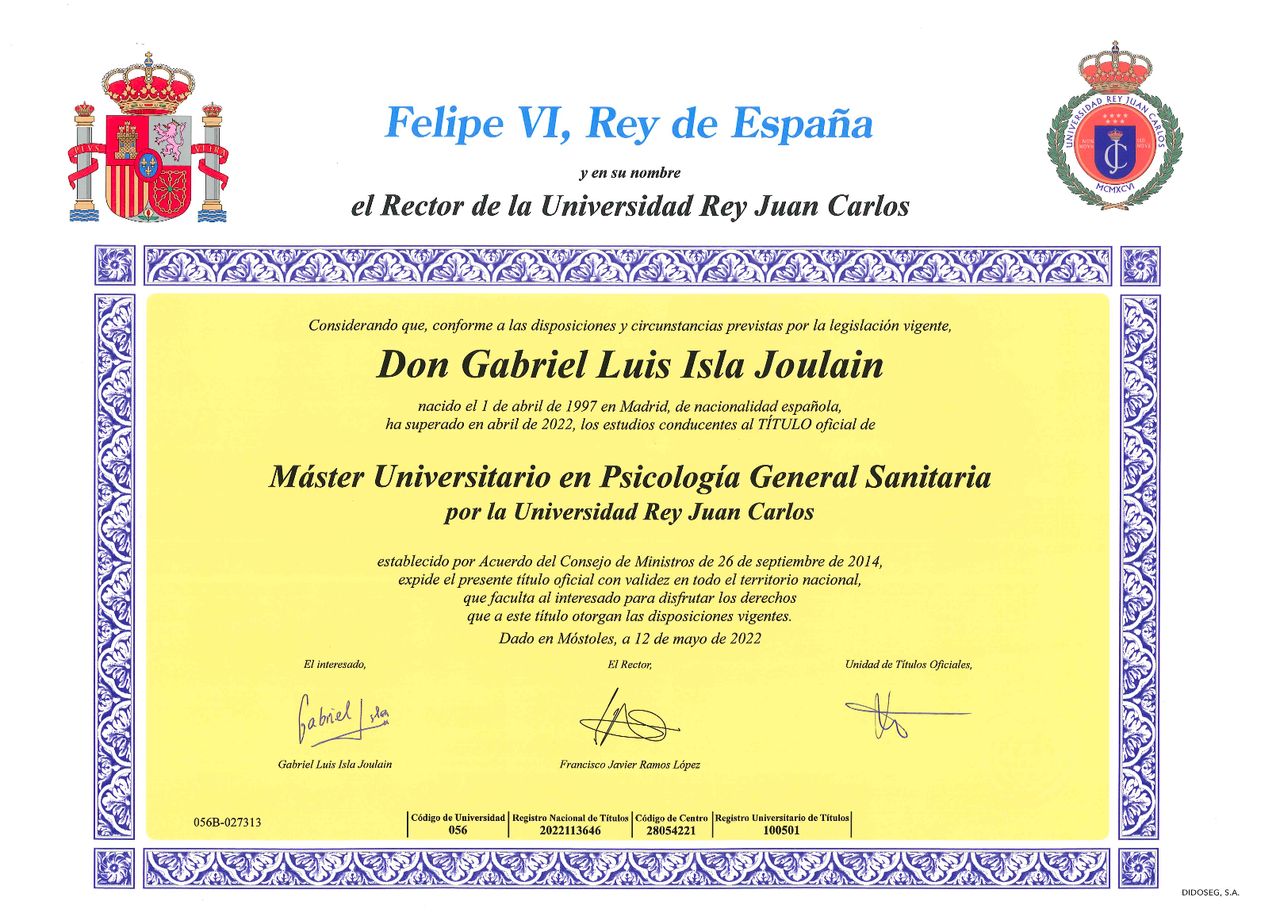 Felipe VI, Rey de España
y en su nombre
el Rector de la Universidad Rey Juan Carlos
UNIVERSIDAD REY JUAN CARLOS
MCMXCVI
Considerando que, conforme a las disposiciones y circunstancias previstas por la legislación vigente,
Don Gabriel Luis Isla Joulain
nacido el 1 de abril de 1997 en Madrid, de nacionalidad española,
ha superado en abril de 2022, los estudios conducentes al TÍTULO oficial de
Máster Universitario en Psicología General Sanitaria
por la Universidad Rey Juan Carlos
establecido por Acuerdo del Consejo de Ministros de 26 de septiembre de 2014,
expide el presente título oficial con validez en todo el territorio nacional,
que faculta al interesado para disfrutar los derechos
que a este título otorgan las disposiciones vigentes.
Dado en Móstoles, a 12 de mayo de 2022
El interesado, El Rector, Unidad de Títulos Oficiales,
Gabriel Isla
Gabriel Luis Isla Joulain Francisco Javier Ramos López
056B-027313
Código de Universidad Registro Nacional de Títulos Código de Centro Registro Universitario de Títulos
056 2022113646 28054221 100501
DIDOSEG, S.A.